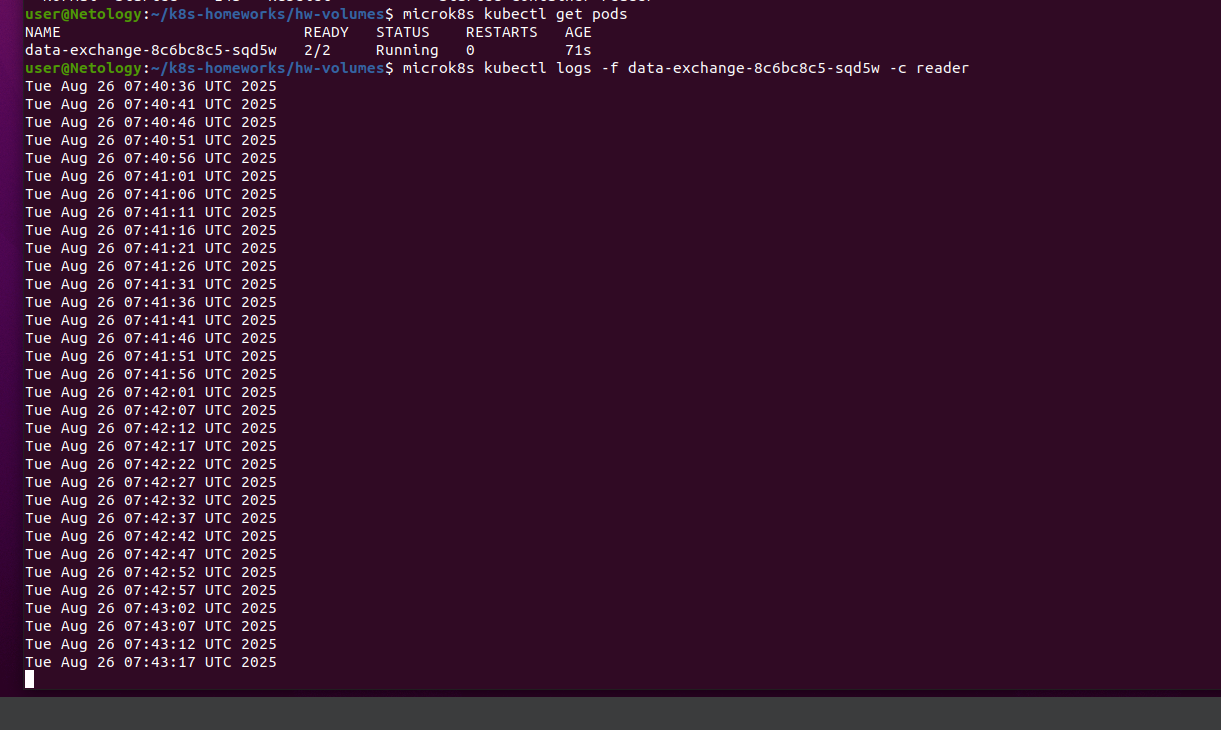 user@Netology:~/k8s-homeworks/hw-volumes$ microk8s kubectl get pods
NAME                           READY   STATUS    RESTARTS   AGE
data-exchange-8c6bc8c5-sqd5w   2/2     Running   0          71s
user@Netology:~/k8s-homeworks/hw-volumes$ microk8s kubectl logs -f data-exchange-8c6bc8c5-sqd5w -c reader
Tue Aug 26 07:40:36 UTC 2025
Tue Aug 26 07:40:41 UTC 2025
Tue Aug 26 07:40:46 UTC 2025
Tue Aug 26 07:40:51 UTC 2025
Tue Aug 26 07:40:56 UTC 2025
Tue Aug 26 07:41:01 UTC 2025
Tue Aug 26 07:41:06 UTC 2025
Tue Aug 26 07:41:11 UTC 2025
Tue Aug 26 07:41:16 UTC 2025
Tue Aug 26 07:41:21 UTC 2025
Tue Aug 26 07:41:26 UTC 2025
Tue Aug 26 07:41:31 UTC 2025
Tue Aug 26 07:41:36 UTC 2025
Tue Aug 26 07:41:41 UTC 2025
Tue Aug 26 07:41:46 UTC 2025
Tue Aug 26 07:41:51 UTC 2025
Tue Aug 26 07:41:56 UTC 2025
Tue Aug 26 07:42:01 UTC 2025
Tue Aug 26 07:42:07 UTC 2025
Tue Aug 26 07:42:12 UTC 2025
Tue Aug 26 07:42:17 UTC 2025
Tue Aug 26 07:42:22 UTC 2025
Tue Aug 26 07:42:27 UTC 2025
Tue Aug 26 07:42:32 UTC 2025
Tue Aug 26 07:42:37 UTC 2025
Tue Aug 26 07:42:42 UTC 2025
Tue Aug 26 07:42:47 UTC 2025
Tue Aug 26 07:42:52 UTC 2025
Tue Aug 26 07:42:57 UTC 2025
Tue Aug 26 07:43:02 UTC 2025
Tue Aug 26 07:43:07 UTC 2025
Tue Aug 26 07:43:12 UTC 2025
Tue Aug 26 07:43:17 UTC 2025